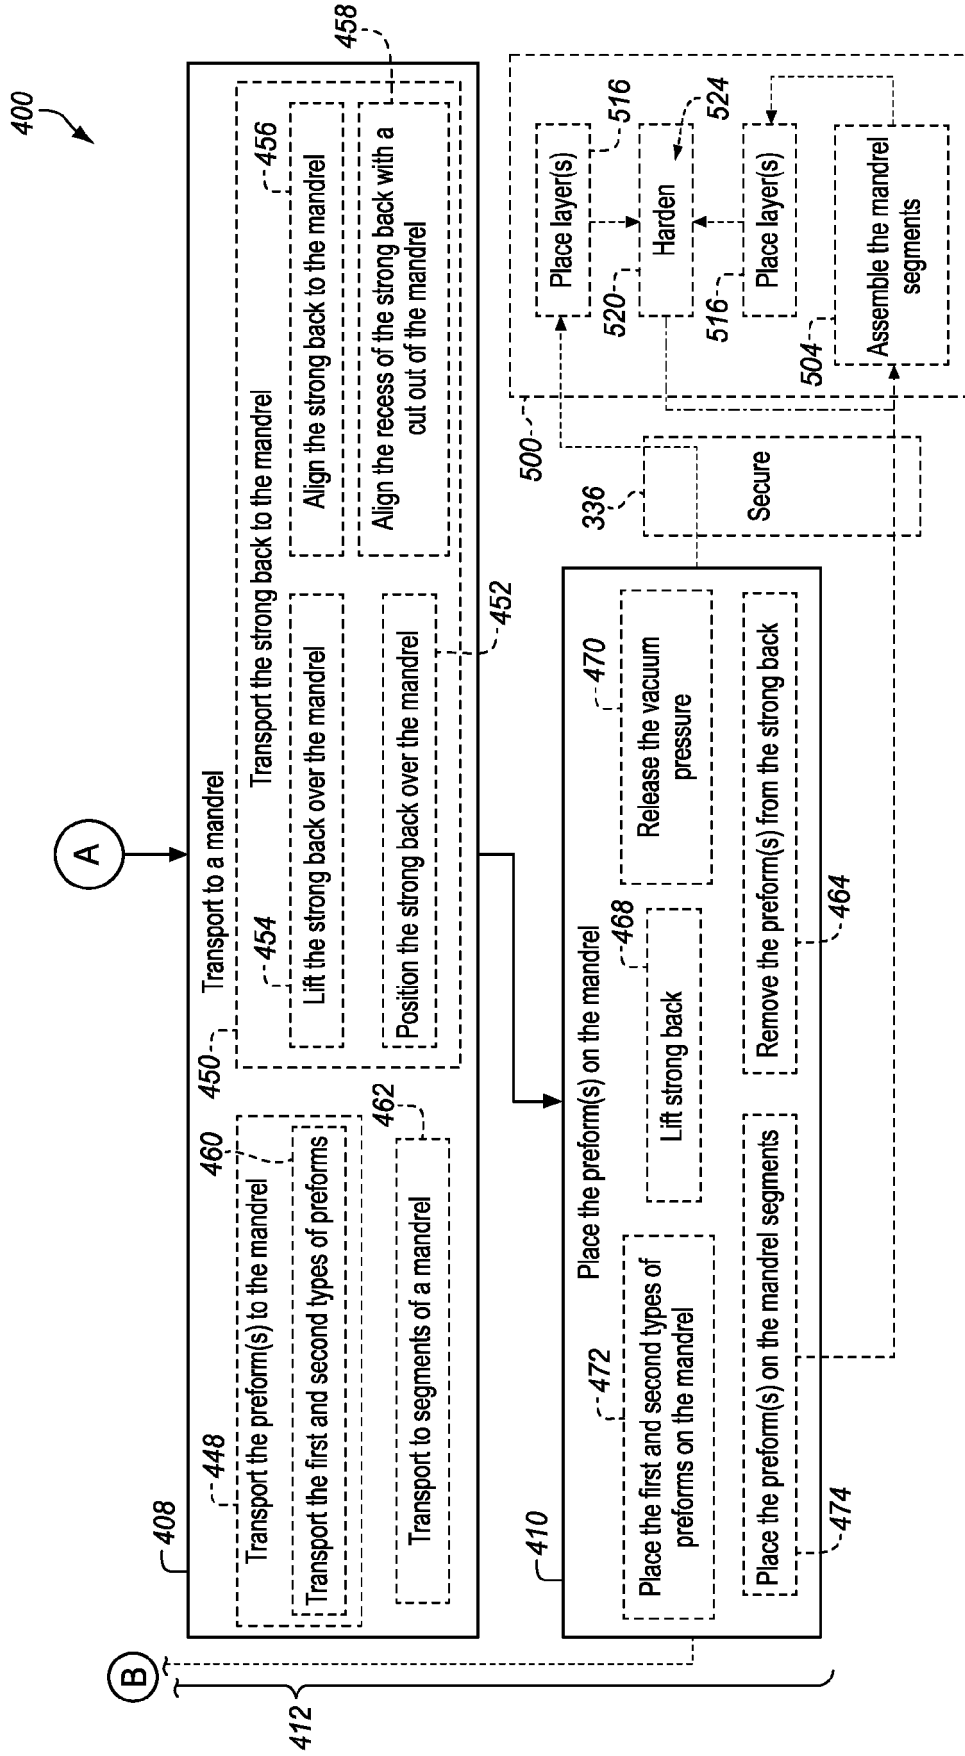 400
A
B
412
408
Transport to a mandrel
448
Transport the preform(s) to the mandrel
460
Transport the first and second types of preforms
462
Transport to segments of a mandrel
450
Transport the strong back to the mandrel
454
Lift the strong back over the mandrel
456
Align the strong back to the mandrel
Position the strong back over the mandrel
452
Align the recess of the strong back with a
cut out of the mandrel
458
410
Place the preform(s) on the mandrel
472
Place the first and second types of
preforms on the mandrel
468
Lift strong back
470
Release the vacuum
pressure
Place the preform(s) on the mandrel segments
474
Remove the preform(s) from the strong back
464
336
Secure
500
Place layer(s)
516
520
Harden
524
516
Place layer(s)
504
Assemble the mandrel
segments